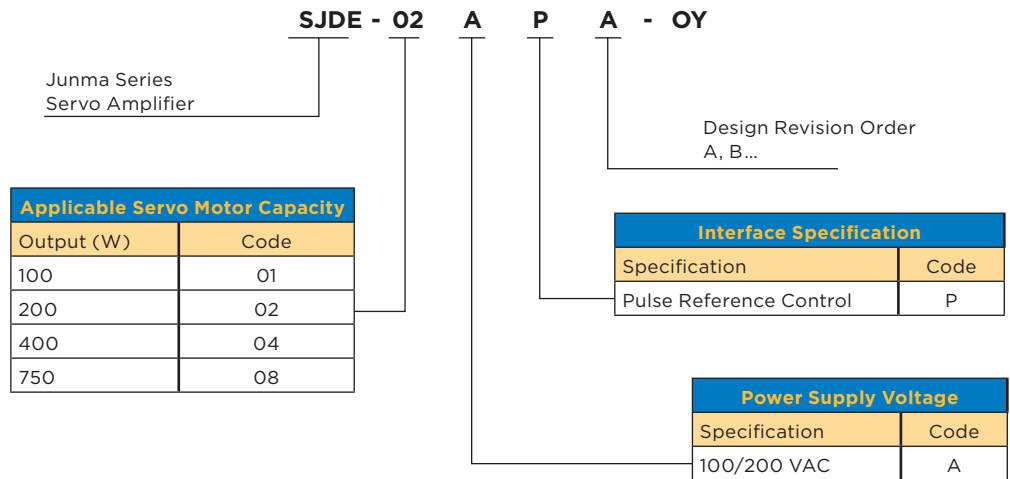 SJDE - 02 A P A - OY
Junma Series
Servo Amplifier
Design Revision Order
A, B...
Applicable Servo Motor Capacity
Output (W) Code
100 01
200 02
400 04
750 08
Interface Specification
Specification Code
Pulse Reference Control P
Power Supply Voltage
Specification Code
100/200 VAC A